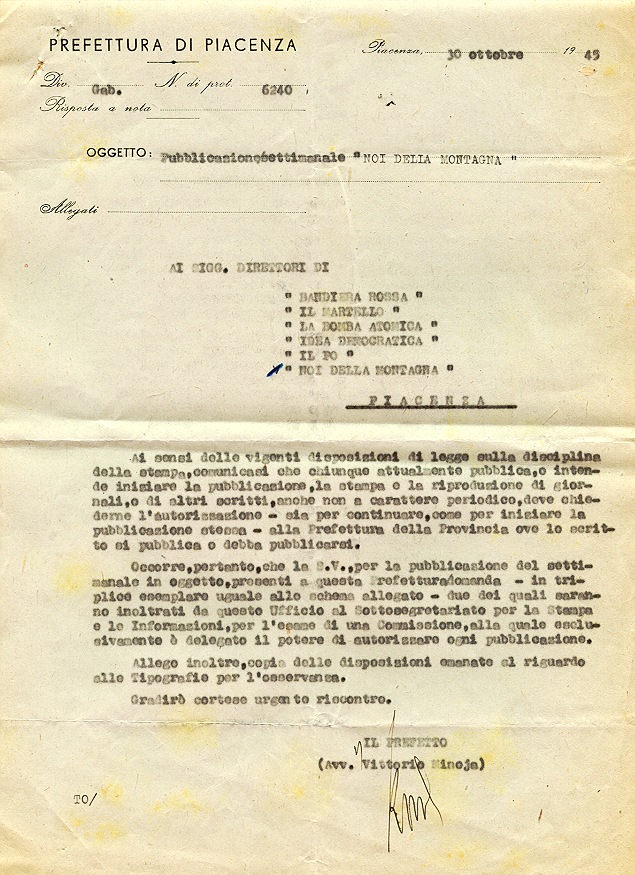 PREFETTURA DI PIACENZA
Piacenza, 30 ottobre 19 45
Div. Gab. N. di prot. 6240
Risposta a nota
OGGETTO: Pubblicazione settimanale " NOI DELLA MONTAGNA "
Allegati
AI SIGG. DIRETTORI DI
" BANDIERA ROSSA "
" IL MARTELLO "
" LA BOMBA ATOMICA "
" IDEA DEMOCRATICA "
" IL PO "
" NOI DELLA MONTAGNA "
PIACENZA
Ai sensi delle vigenti disposizioni di legge sulla disciplina
della stampa,comunicasi che chiunque attualmente pubblica,o inten-
de iniziare la pubblicazione,la stampa o la riproduzione di gior-
nali,o di altri scritti,anche non a carattere periodico,deve chie-
derne l'autorizzazione - sia per continuare,come per iniziare la
pubblicazione stessa - alla Prefettura della Provincia ove lo scrit-
to si pubblica o debba pubblicarsi.
Occorre,pertanto,che la S.V.,per la pubblicazione del setti-
manale in oggetto,presenti a questa Prefettura domanda - in tri-
plice esemplare uguale allo schema allegato - due dei quali saran-
no inoltrati da questo Ufficio al Sottosegretariato per la Stampa
e le Informazioni,per l'esame di una Commissione,alla quale esclu-
sivamente è delegato il potere di autorizzare ogni pubblicazione.
Allego inoltre,copia delle disposizioni emanate al riguardo
alle Tipografie per l'osservanza.
Gradirò cortese urgente riscontro.
IL PREFETTO
(Avv. Vittorio Minoja)
TO/